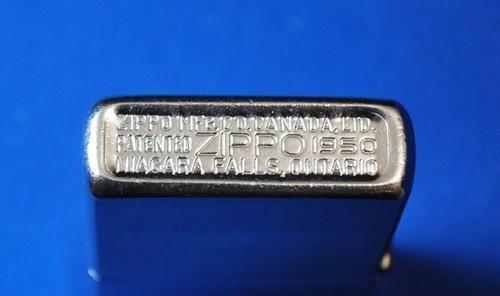 ZIPPO MFG. CO. CANADA, LTD.
PATENTED ZIPPO 1950
NIAGARA FALLS, ONTARIO